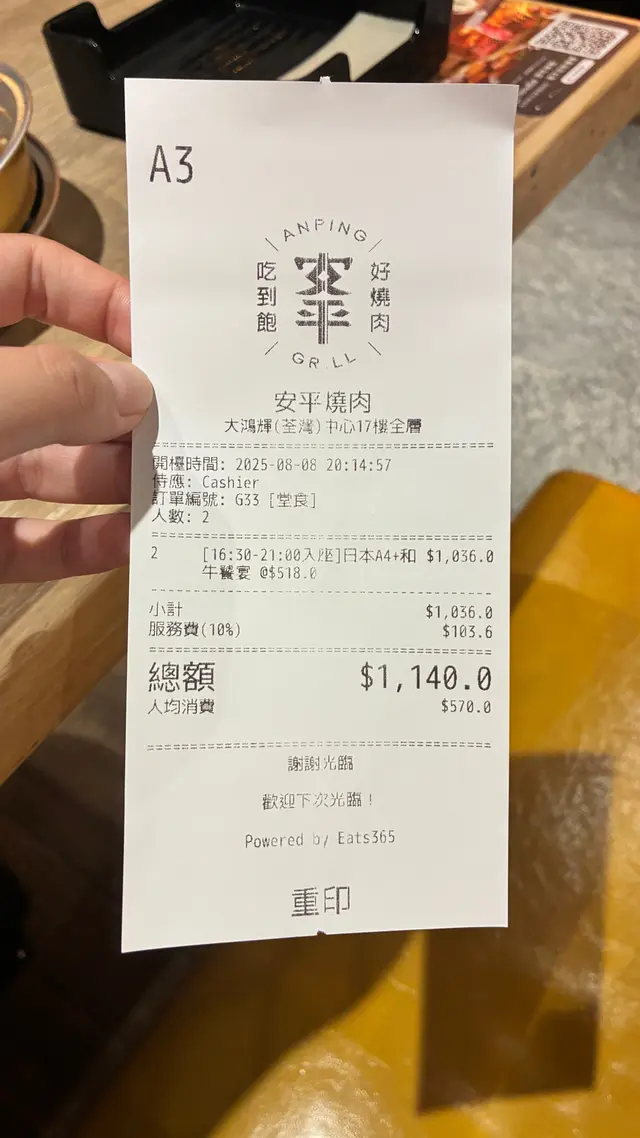 A3
ANPING
吃到飽
安平
好燒肉
GRILL
安平燒肉
大鴻輝(荃灣)中心17樓全層
開檯時間: 2025-08-08 20:14:57
侍應: Cashier
訂單編號: G33 [堂食]
人數: 2
2 [16:30-21:00入座]日本A4+和 $1,036.0
牛饗宴 @$518.0
小計 $1,036.0
服務費(10%) $103.6
總額 $1,140.0
人均消費 $570.0
謝謝光臨
歡迎下次光臨！
Powered by Eats365
重印